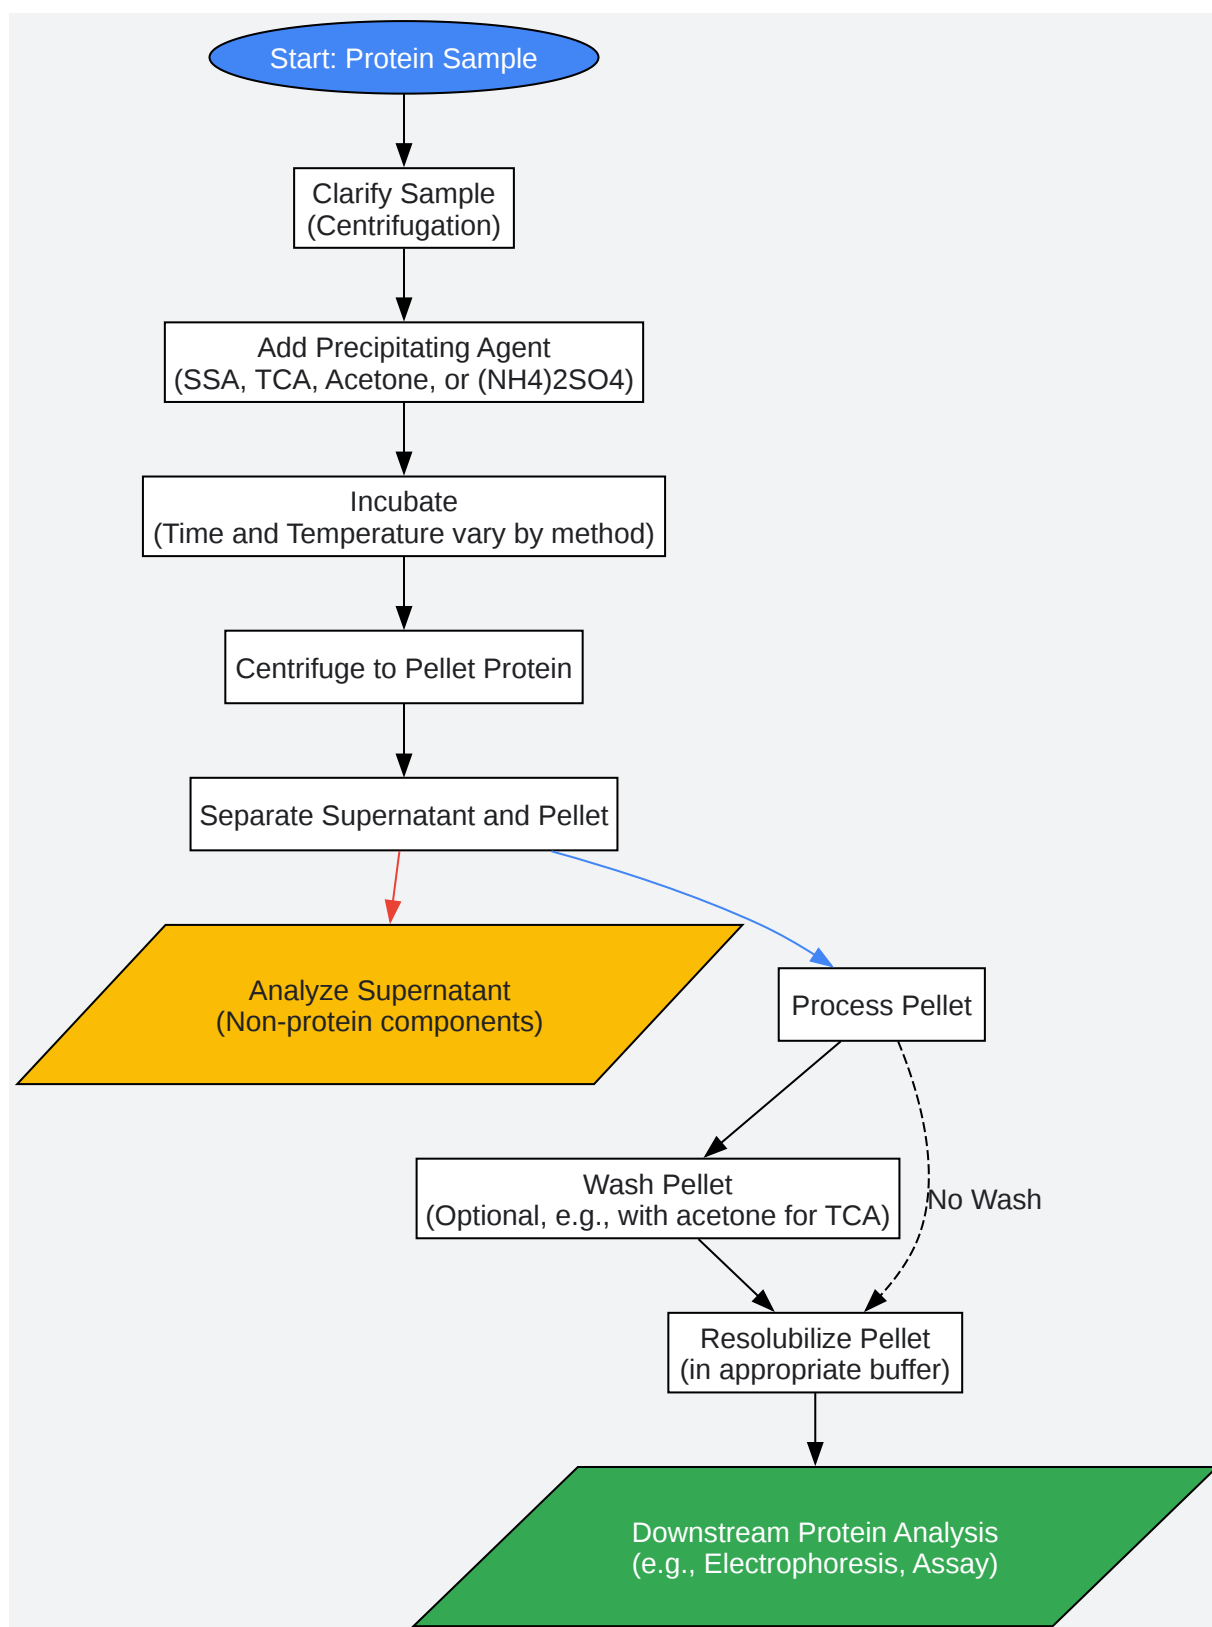 Start: Protein Sample
Clarify Sample
(Centrifugation)
Add Precipitating Agent
(SSA, TCA, Acetone, or (NH4)2SO4)
Incubate
(Time and Temperature vary by method)
Centrifuge to Pellet Protein
Separate Supernatant and Pellet
Analyze Supernatant
(Non-protein components)
Process Pellet
Wash Pellet
(Optional, e.g., with acetone for TCA)
No Wash
Resolubilize Pellet
(in appropriate buffer)
Downstream Protein Analysis
(e.g., Electrophoresis, Assay)